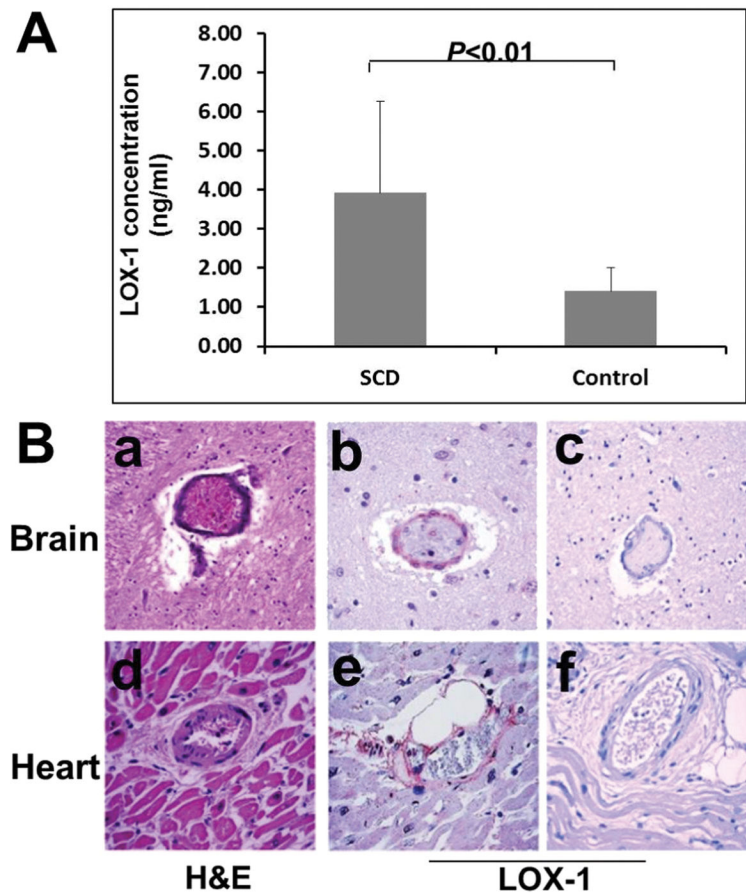 A
8.00
7.00
6.00
5.00
4.00
3.00
2.00
1.00
0.00
LOX-1 concentration
(ng/ml)
P<0.01
SCD Control
B
a b c
Brain
d e f
Heart
H&E LOX-1